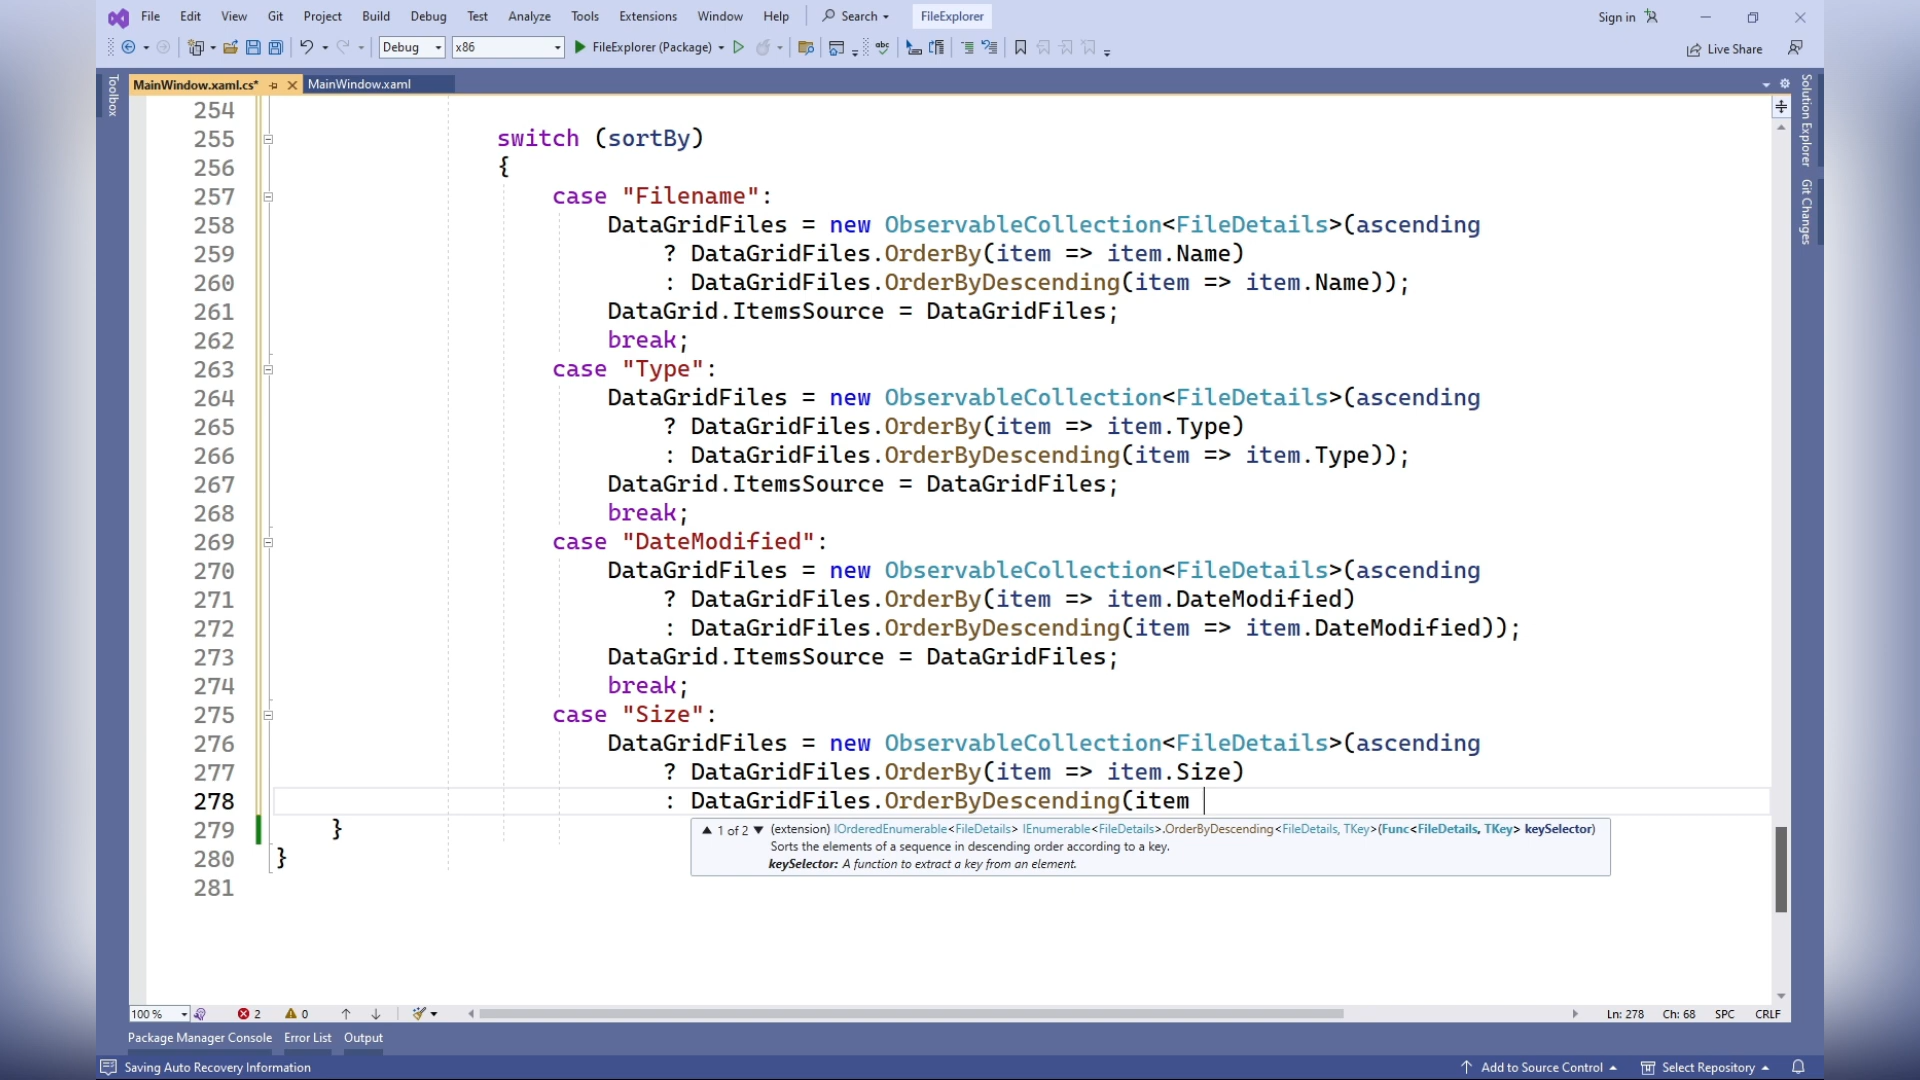 File Edit View Git Project Build Debug Test Analyze Tools Extensions Window Help Search FileExplorer Sign in
Debug x86 FileExplorer (Package) abc Live Share
MainWindow.xaml.cs* MainWindow.xaml
Toolbox
Solution Explorer
Git Changes
254
255 switch (sortBy)
256 {
257 case "Filename":
258 DataGridFiles = new ObservableCollection<FileDetails>(ascending
259 ? DataGridFiles.OrderBy(item => item.Name)
260 : DataGridFiles.OrderByDescending(item => item.Name));
261 DataGrid.ItemsSource = DataGridFiles;
262 break;
263 case "Type":
264 DataGridFiles = new ObservableCollection<FileDetails>(ascending
265 ? DataGridFiles.OrderBy(item => item.Type)
266 : DataGridFiles.OrderByDescending(item => item.Type));
267 DataGrid.ItemsSource = DataGridFiles;
268 break;
269 case "DateModified":
270 DataGridFiles = new ObservableCollection<FileDetails>(ascending
271 ? DataGridFiles.OrderBy(item => item.DateModified)
272 : DataGridFiles.OrderByDescending(item => item.DateModified));
273 DataGrid.ItemsSource = DataGridFiles;
274 break;
275 case "Size":
276 DataGridFiles = new ObservableCollection<FileDetails>(ascending
277 ? DataGridFiles.OrderBy(item => item.Size)
278 : DataGridFiles.OrderByDescending(item
279 }
▲ 1 of 2 ▼ (extension) IOrderedEnumerable<FileDetails> IEnumerable<FileDetails>.OrderByDescending<FileDetails, TKey>(Func<FileDetails, TKey> keySelector)
Sorts the elements of a sequence in descending order according to a key.
keySelector: A function to extract a key from an element.
280 }
281
100 % 2 0 Ln: 278 Ch: 68 SPC CRLF
Package Manager Console Error List Output
Saving Auto Recovery Information Add to Source Control Select Repository